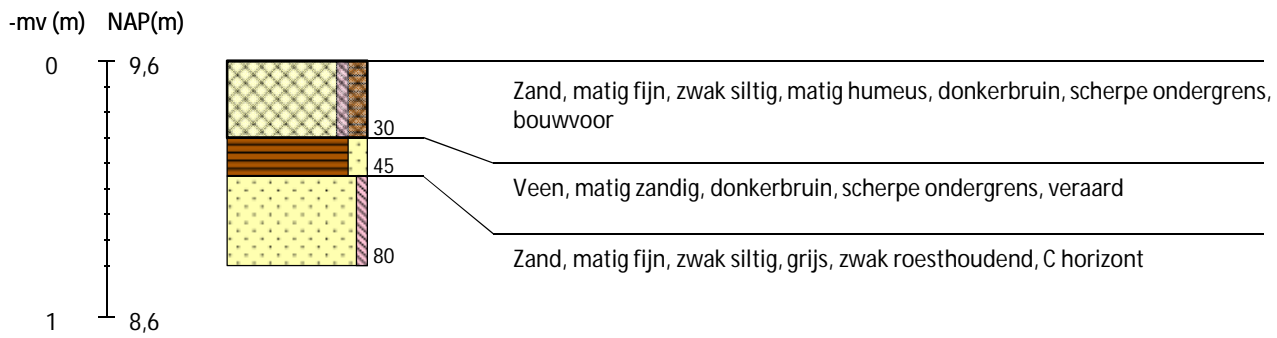 -mv (m) NAP(m)
0 9,6
Zand, matig fijn, zwak siltig, matig humeus, donkerbruin, scherpe ondergrens,
bouwvoor
30
45
Veen, matig zandig, donkerbruin, scherpe ondergrens, veraard
80
Zand, matig fijn, zwak siltig, grijs, zwak roesthoudend, C horizont
1 8,6